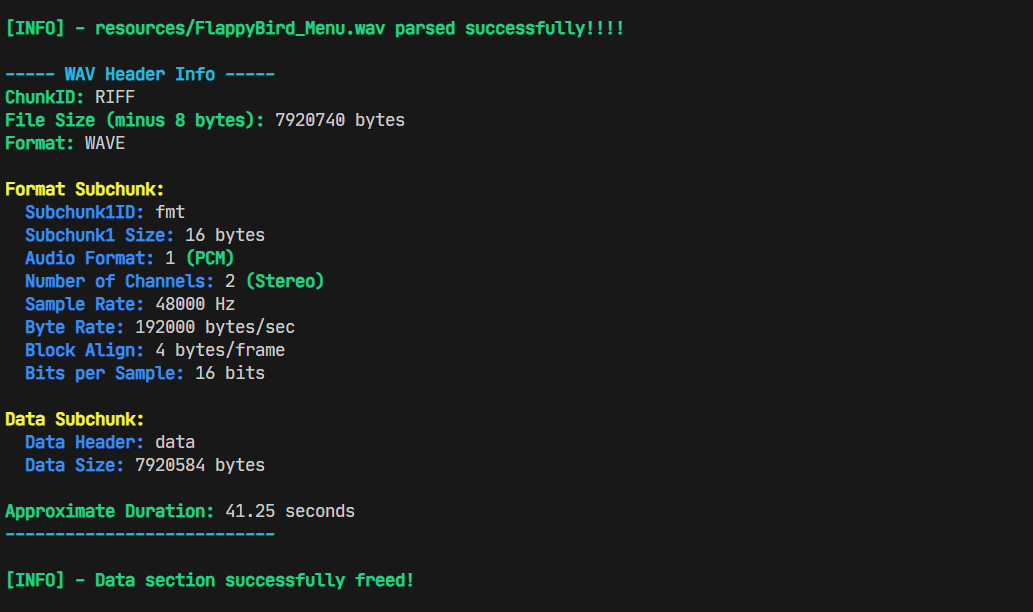 [INFO] - resources/FlappyBird_Menu.wav parsed successfully!!!!
----- WAV Header Info -----
ChunkID: RIFF
File Size (minus 8 bytes): 7920740 bytes
Format: WAVE
Format Subchunk:
Subchunk1ID: fmt
Subchunk1 Size: 16 bytes
Audio Format: 1 (PCM)
Number of Channels: 2 (Stereo)
Sample Rate: 48000 Hz
Byte Rate: 192000 bytes/sec
Block Align: 4 bytes/frame
Bits per Sample: 16 bits
Data Subchunk:
Data Header: data
Data Size: 7920584 bytes
Approximate Duration: 41.25 seconds
---------------------------
[INFO] - Data section successfully freed!